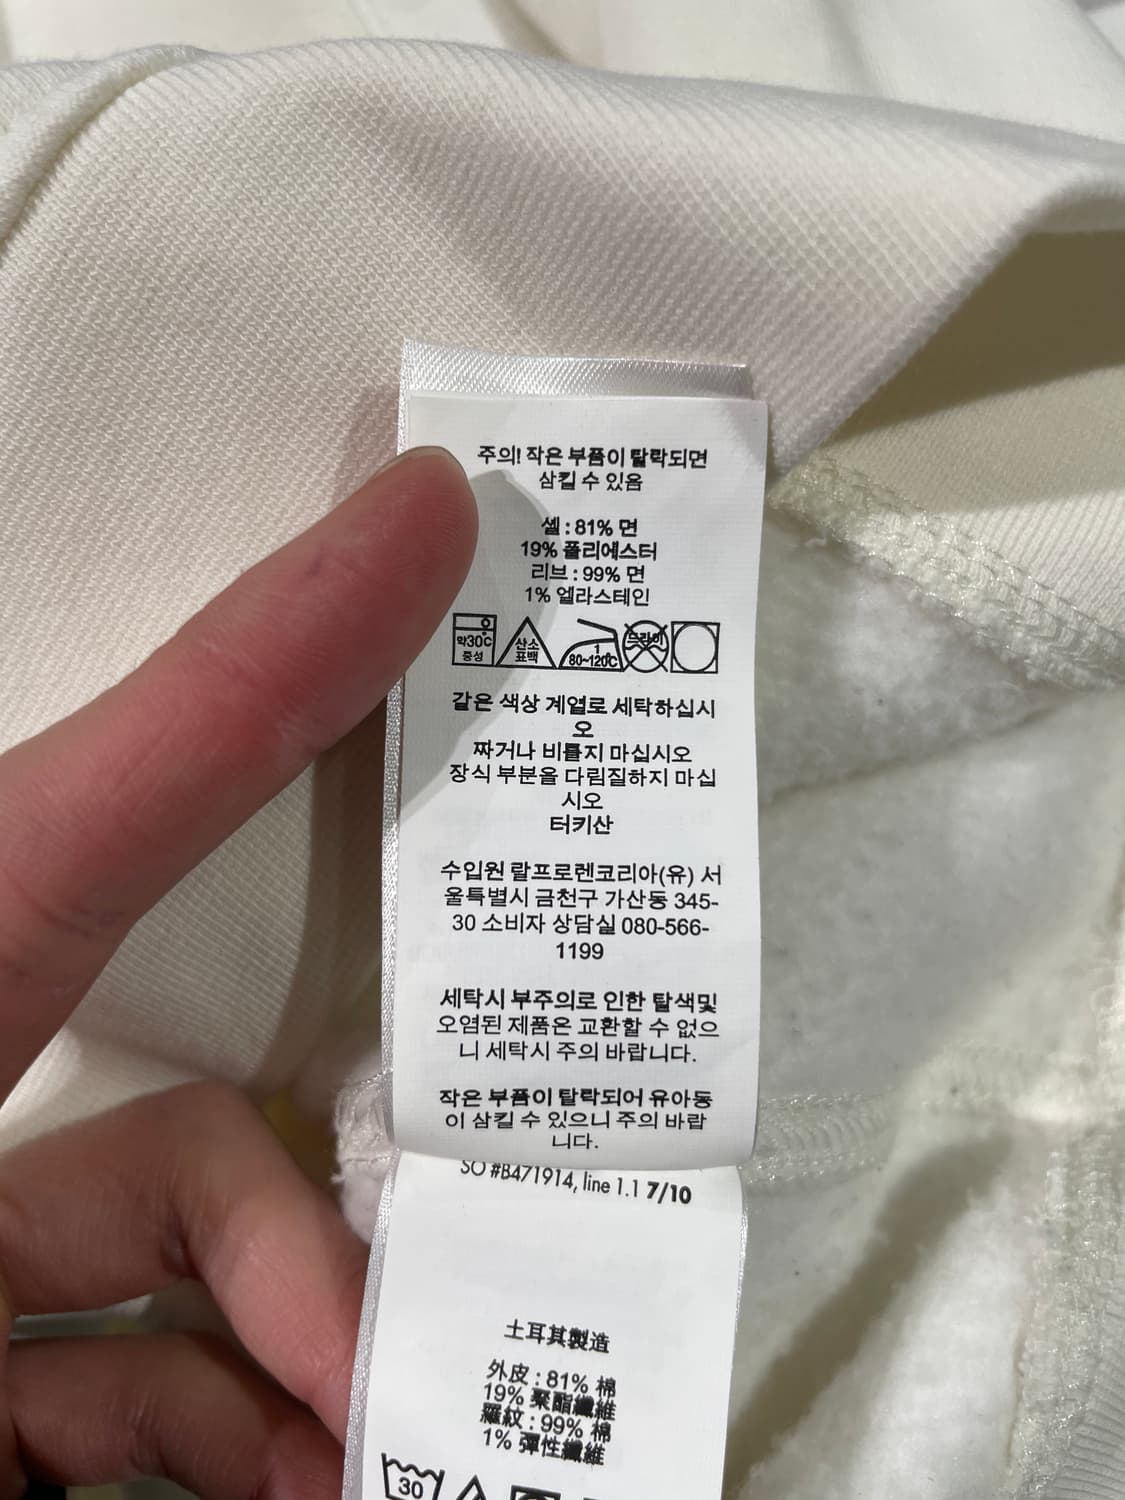 주의! 작은 부품이 탈락되면
삼킬 수 있음
셸 : 81% 면
19% 폴리에스터
리브 : 99% 면
1% 엘라스테인
약30℃
중성
산소
표백
1
80~120℃
드라이
같은 색상 계열로 세탁하십시
오
짜거나 비틀지 마십시오
장식 부분을 다림질하지 마십
시오
터키산
수입원 랄프로렌코리아(유) 서
울특별시 금천구 가산동 345-
30 소비자 상담실 080-566-
1199
세탁시 부주의로 인한 탈색및
오염된 제품은 교환할 수 없으
니 세탁시 주의 바랍니다.
작은 부품이 탈락되어 유아동
이 삼킬 수 있으니 주의 바랍
니다.
SO #B471914, line 1.1 7/10
土耳其製造
外皮 : 81% 棉
19% 聚酯纖維
羅紋 : 99% 棉
1% 彈性纖維
30